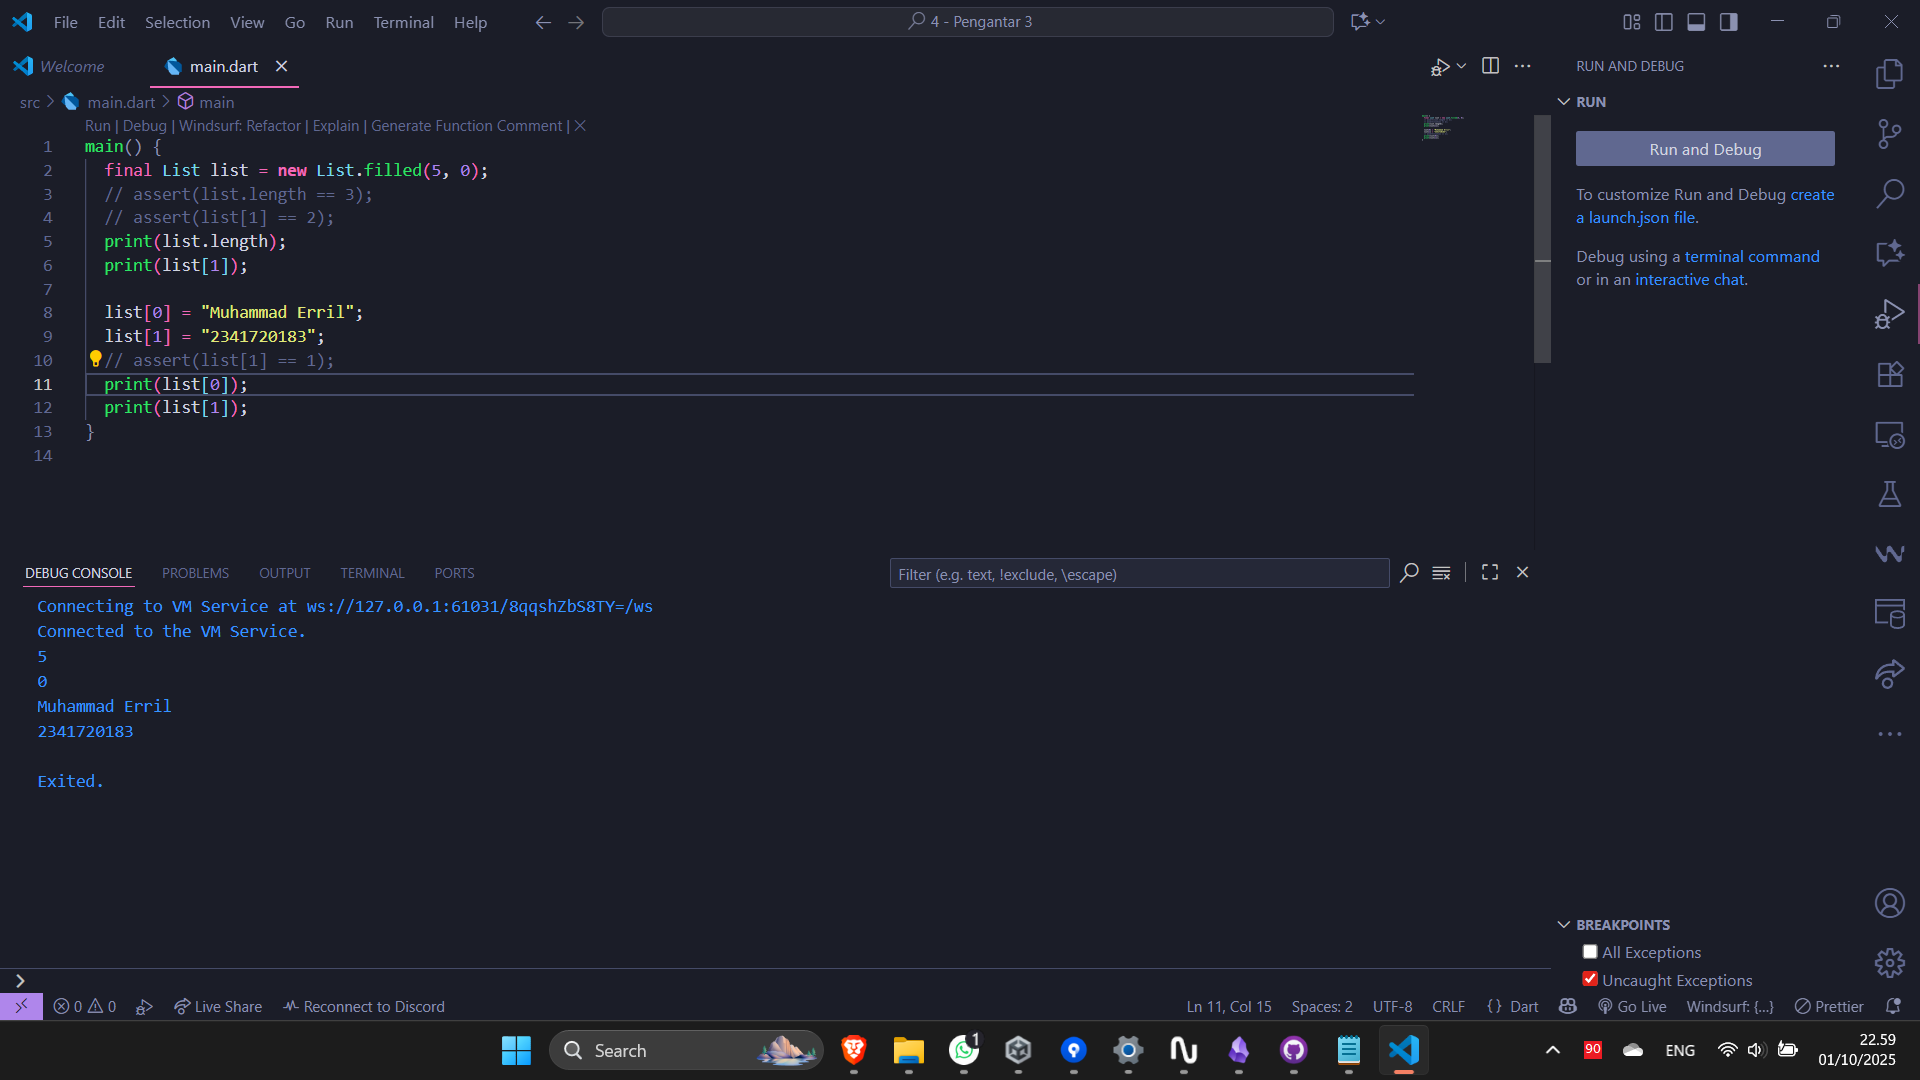 File Edit Selection View Go Run Terminal Help
4 - Pengantar 3
Welcome
main.dart
src > main.dart > main
Run | Debug | Windsurf: Refactor | Explain | Generate Function Comment | ×
1 main() {
2 final List list = new List.filled(5, 0);
3 // assert(list.length == 3);
4 // assert(list[1] == 2);
5 print(list.length);
6 print(list[1]);
7
8 list[0] = "Muhammad Erril";
9 list[1] = "2341720183";
10 // assert(list[1] == 1);
11 print(list[0]);
12 print(list[1]);
13 }
14
RUN AND DEBUG
RUN
Run and Debug
To customize Run and Debug create
a launch.json file.
Debug using a terminal command
or in an interactive chat.
DEBUG CONSOLE PROBLEMS OUTPUT TERMINAL PORTS
Filter (e.g. text, !exclude, \escape)
Connecting to VM Service at ws://127.0.0.1:61031/8qqshZbS8TY=/ws
Connected to the VM Service.
5
0
Muhammad Erril
2341720183
Exited.
BREAKPOINTS
All Exceptions
Uncaught Exceptions
0 0 Live Share Reconnect to Discord
Ln 11, Col 15 Spaces: 2 UTF-8 CRLF {} Dart Go Live Windsurf: {...} Prettier
Search
1
90
ENG
22.59
01/10/2025